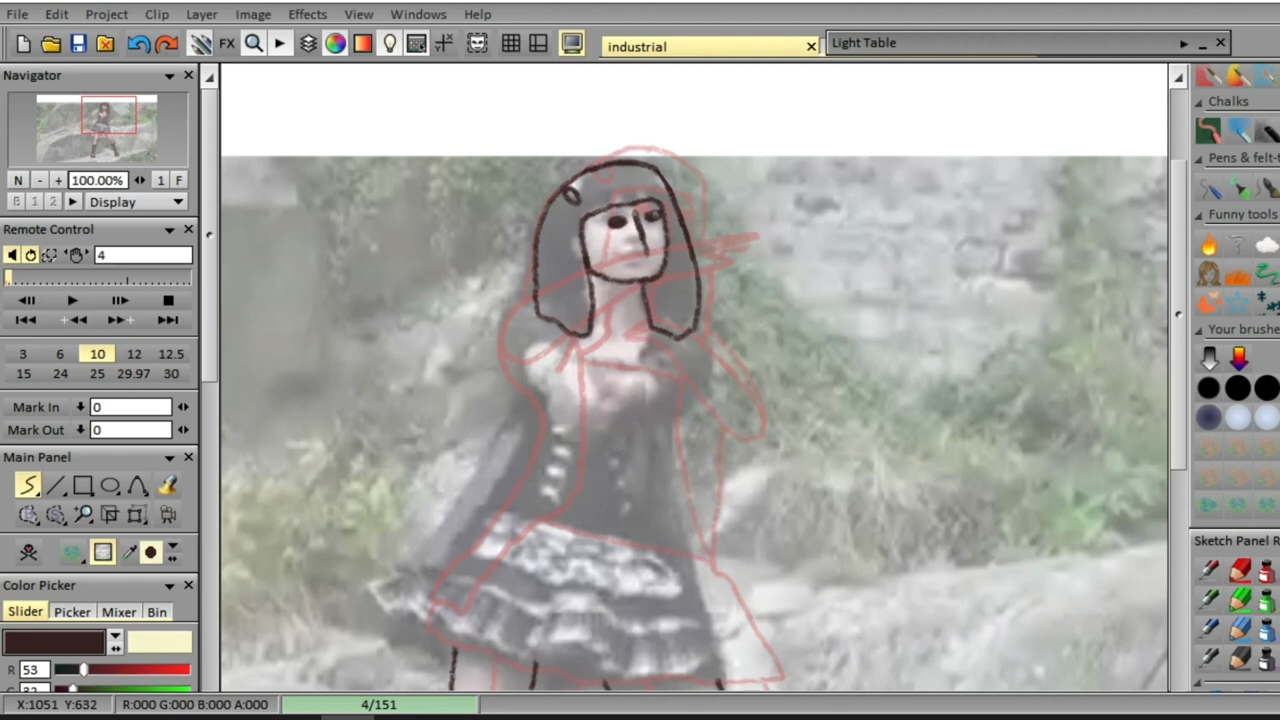 File Edit Project Clip Layer Image Effects View Windows Help
FX industrial Light Table
Navigator
N - + 100.00% 1 F
B 1 2 Display
Remote Control
4
3 6 10 12 12.5
15 24 25 29.97 30
Mark In 0
Mark Out 0
Main Panel
Color Picker
Slider Picker Mixer Bin
R 53
X:1051 Y:632 R:000 G:000 B:000 A:000 4/151
Chalks
Pens & felt-t
Funny tools
Your brushe
Sketch Panel R